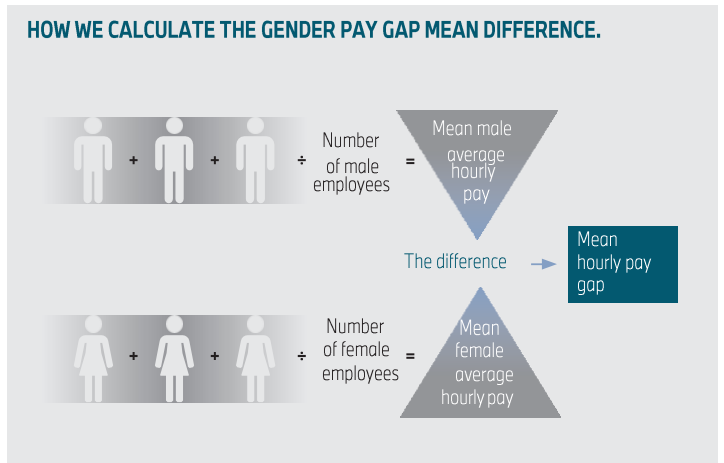 HOW WE CALCULATE THE GENDER PAY GAP MEAN DIFFERENCE.
+ + ÷
Number
of male
employees
=
Mean male
average
hourly
pay
The difference
Mean
hourly pay
gap
+ + ÷
Number
of female
employees
=
Mean
female
average
hourly pay